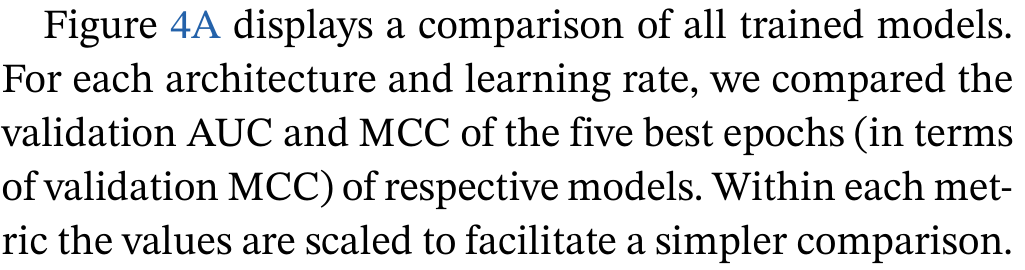 Figure 4A displays a comparison of all trained models.
For each architecture and learning rate, we compared the
validation AUC and MCC of the five best epochs (in terms
of validation MCC) of respective models. Within each met-
ric the values are scaled to facilitate a simpler comparison.